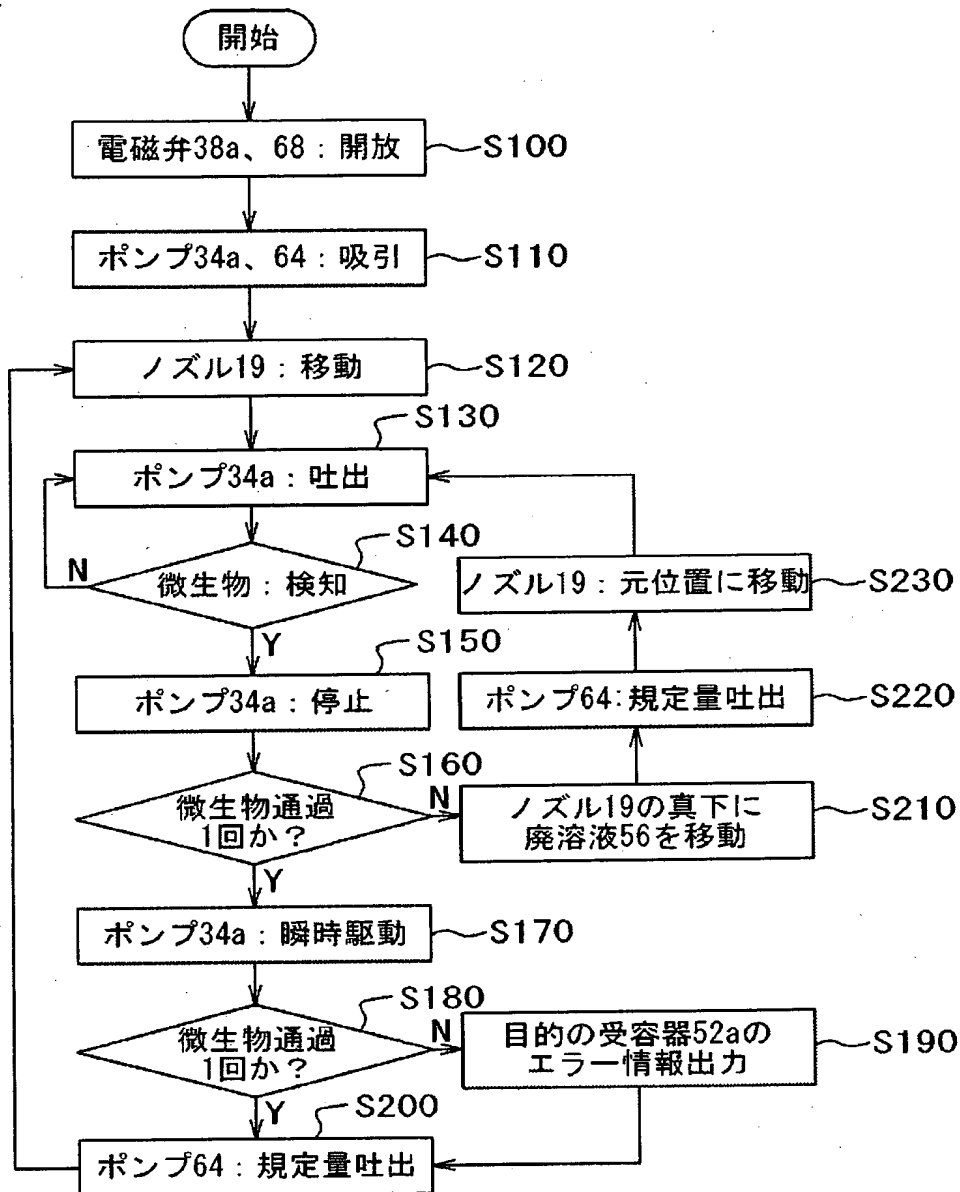 開始
電磁弁38a、68：開放
S100
ポンプ34a、64：吸引
S110
ノズル19：移動
S120
S130
ポンプ34a：吐出
S140
N
微生物：検知
Y
S150
ポンプ34a：停止
S160
微生物通過
1回か？
N
Y
ノズル19：元位置に移動
S230
ポンプ64：規定量吐出
S220
ノズル19の真下に
廃溶液56を移動
S210
ポンプ34a：瞬時駆動
S170
S180
微生物通過
1回か？
N
Y
目的の受容器52aの
エラー情報出力
S190
S200
ポンプ64：規定量吐出